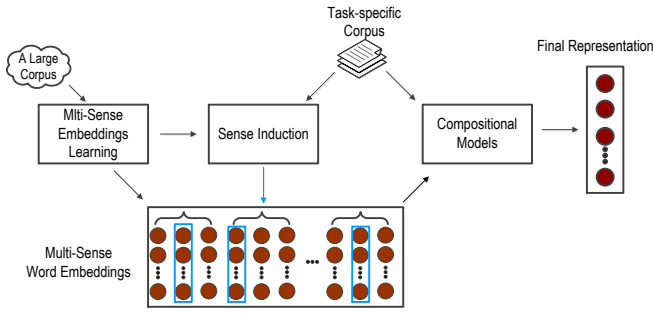 Task-specific
Corpus
Final Representation
A Large
Corpus
Mlti-Sense
Embeddings
Learning
Sense Induction
Compositional
Models
Multi-Sense
Word Embeddings